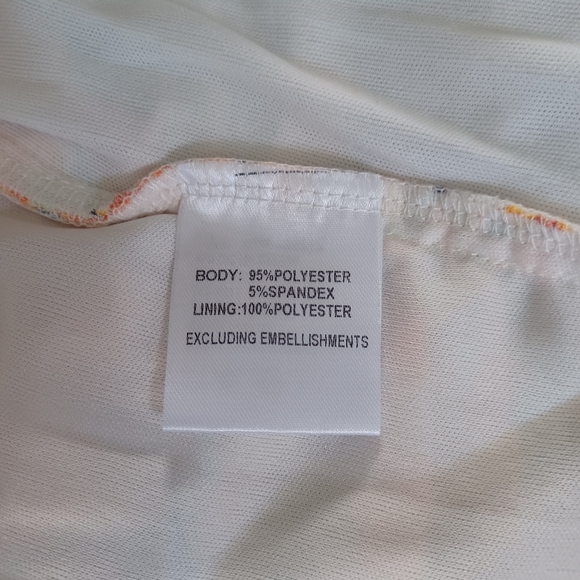 BODY: 95%POLYESTER
5%SPANDEX
LINING:100%POLYESTER
EXCLUDING EMBELLISHMENTS